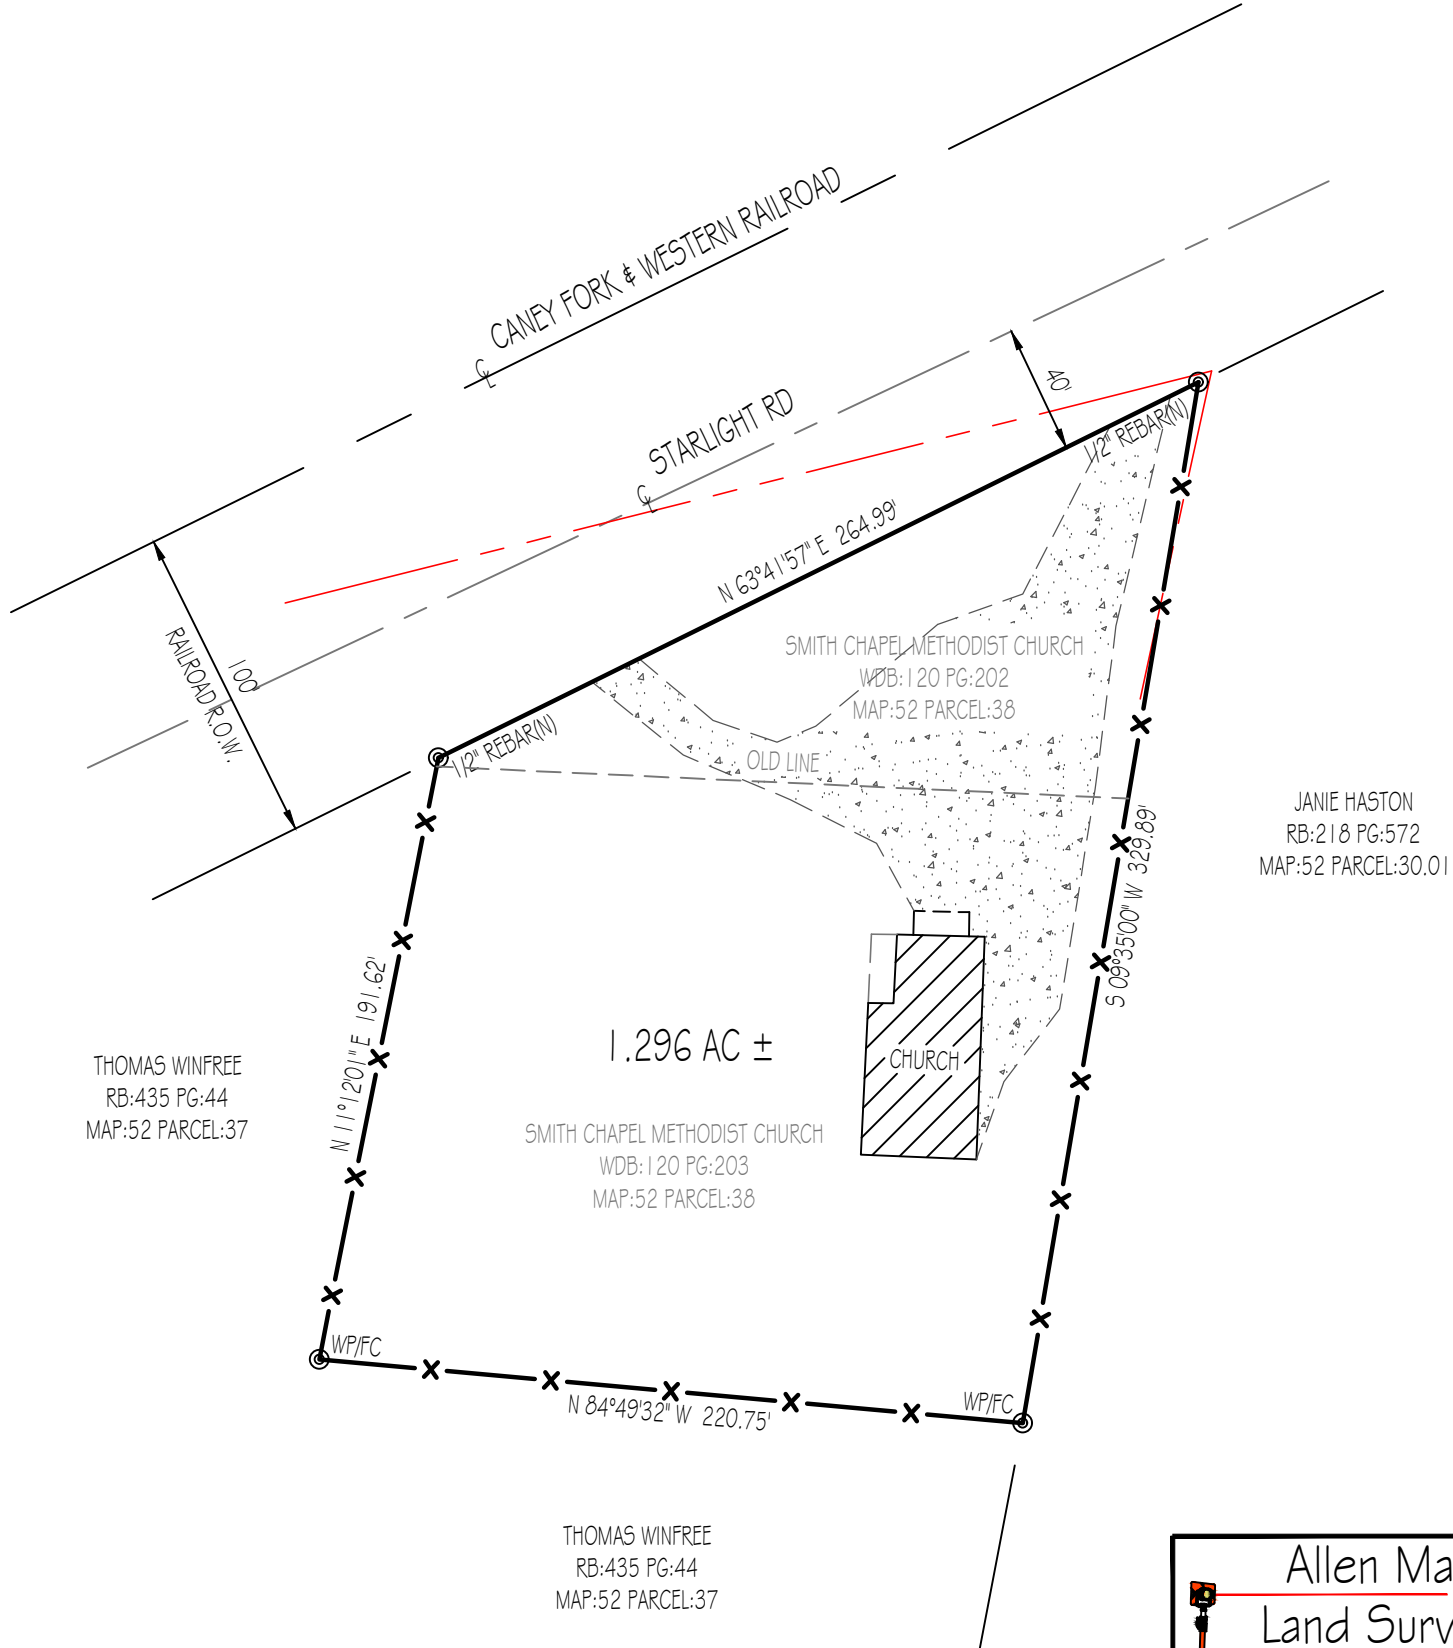 CANEY FORK & WESTERN RAILROAD
STARLIGHT RD
40'
1/2" REBAR(N)
N 63°41'57" E 264.99'
100'
RAILROAD R.O.W.
SMITH CHAPEL METHODIST CHURCH
WDB:120 PG:202
MAP:52 PARCEL:38
1/2" REBAR(N)
OLD LINE
JANIE HASTON
RB:218 PG:572
MAP:52 PARCEL:30.01
S 09°35'00" W 329.89'
N 11°12'01" E 191.62'
1.296 AC ±
CHURCH
THOMAS WINFREE
RB:435 PG:44
MAP:52 PARCEL:37
SMITH CHAPEL METHODIST CHURCH
WDB:120 PG:203
MAP:52 PARCEL:38
WP/FC
WP/FC
N 84°49'32" W 220.75'
THOMAS WINFREE
RB:435 PG:44
MAP:52 PARCEL:37
Allen Ma
Land Surv